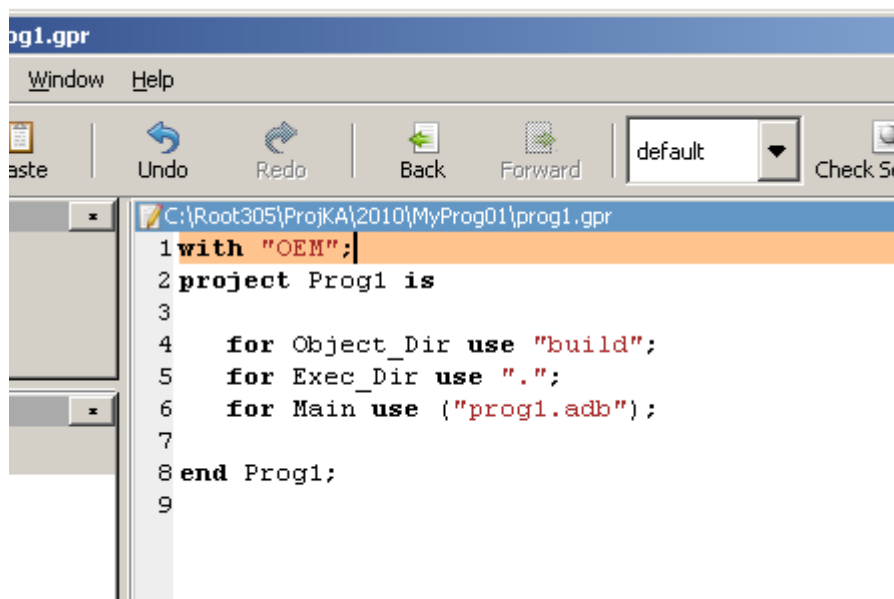 og1.gpr
Window Help
aste Undo Redo Back Forward default Check S
C:\Root305\ProjKA\2010\MyProg01\prog1.gpr
1 with "OEM";
2 project Prog1 is
3
4 for Object_Dir use "build";
5 for Exec_Dir use ".";
6 for Main use ("prog1.adb");
7
8 end Prog1;
9